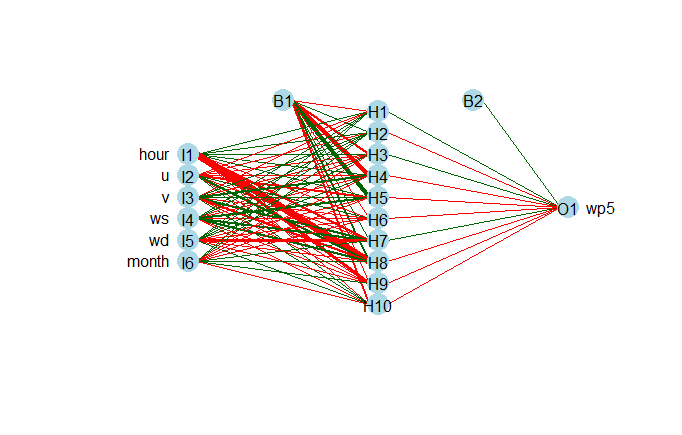 B1
B2
H1
H2
hour I1
H3
u I2
H4
v I3
H5
O1 wp5
ws I4
H6
wd I5
H7
month I6
H8
H9
H10